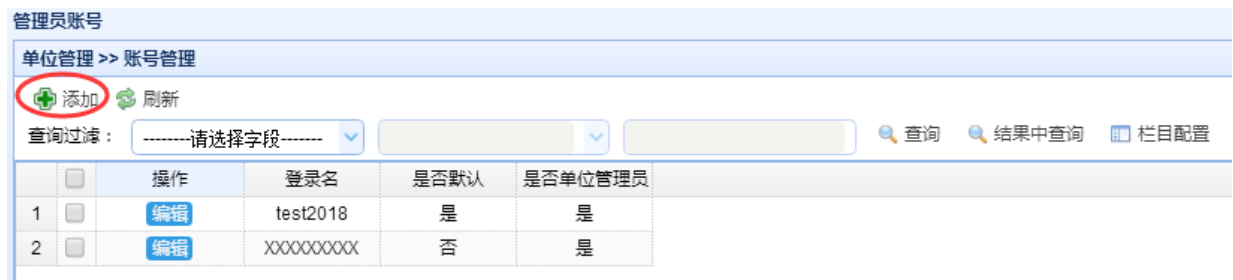 管理员账号
单位管理 >> 账号管理
添加 刷新
查询过滤： --------请选择字段------- 查询 结果中查询 栏目配置
操作 登录名 是否默认 是否单位管理员
1 编辑 test2018 是 是
2 编辑 XXXXXXXXX 否 是